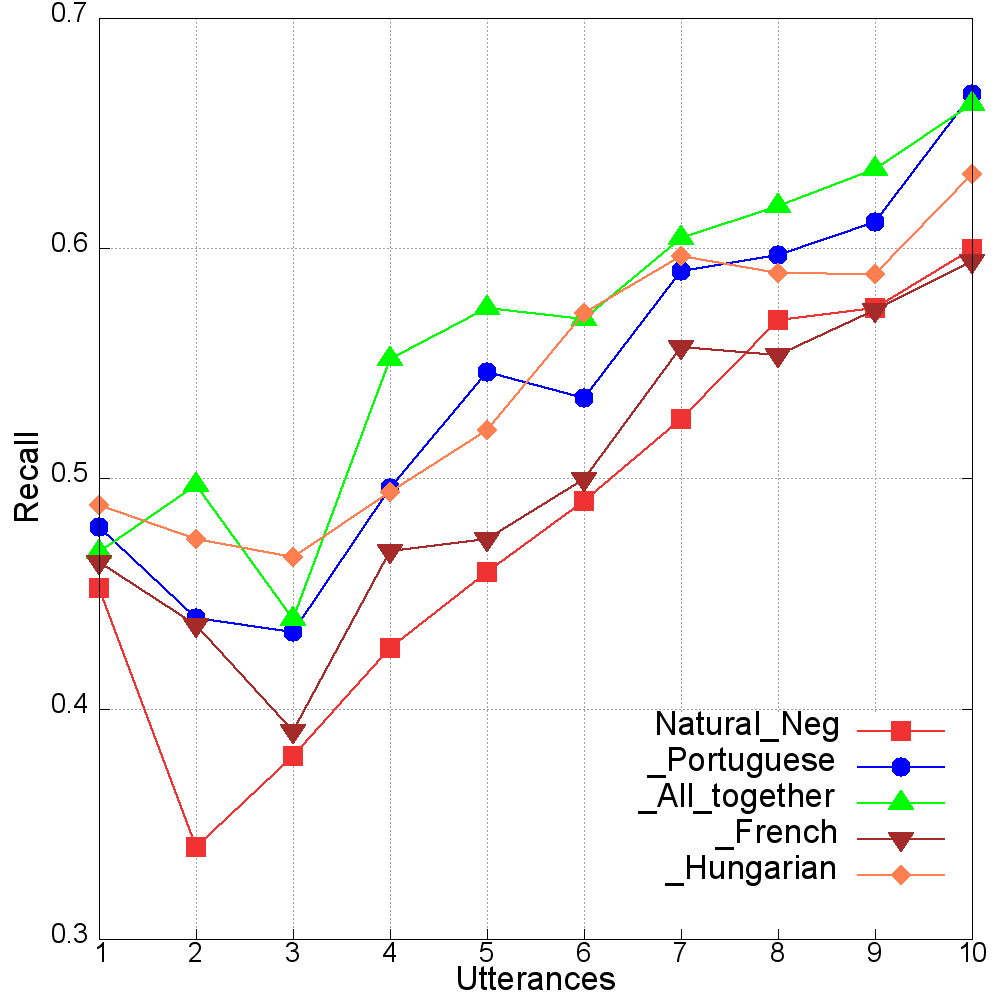 0.7
0.6
0.5
0.4
0.3
Recall
1 2 3 4 5 6 7 8 9 10
Utterances
Natural_Neg
_Portuguese
_All_together
_French
_Hungarian